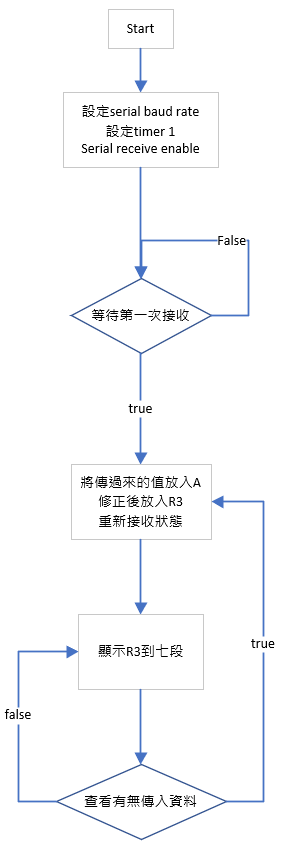 Start
設定serial baud rate
設定timer 1
Serial receive enable
False
等待第一次接收
true
將傳過來的值放入A
修正後放入R3
重新接收狀態
顯示R3到七段
true
false
查看有無傳入資料